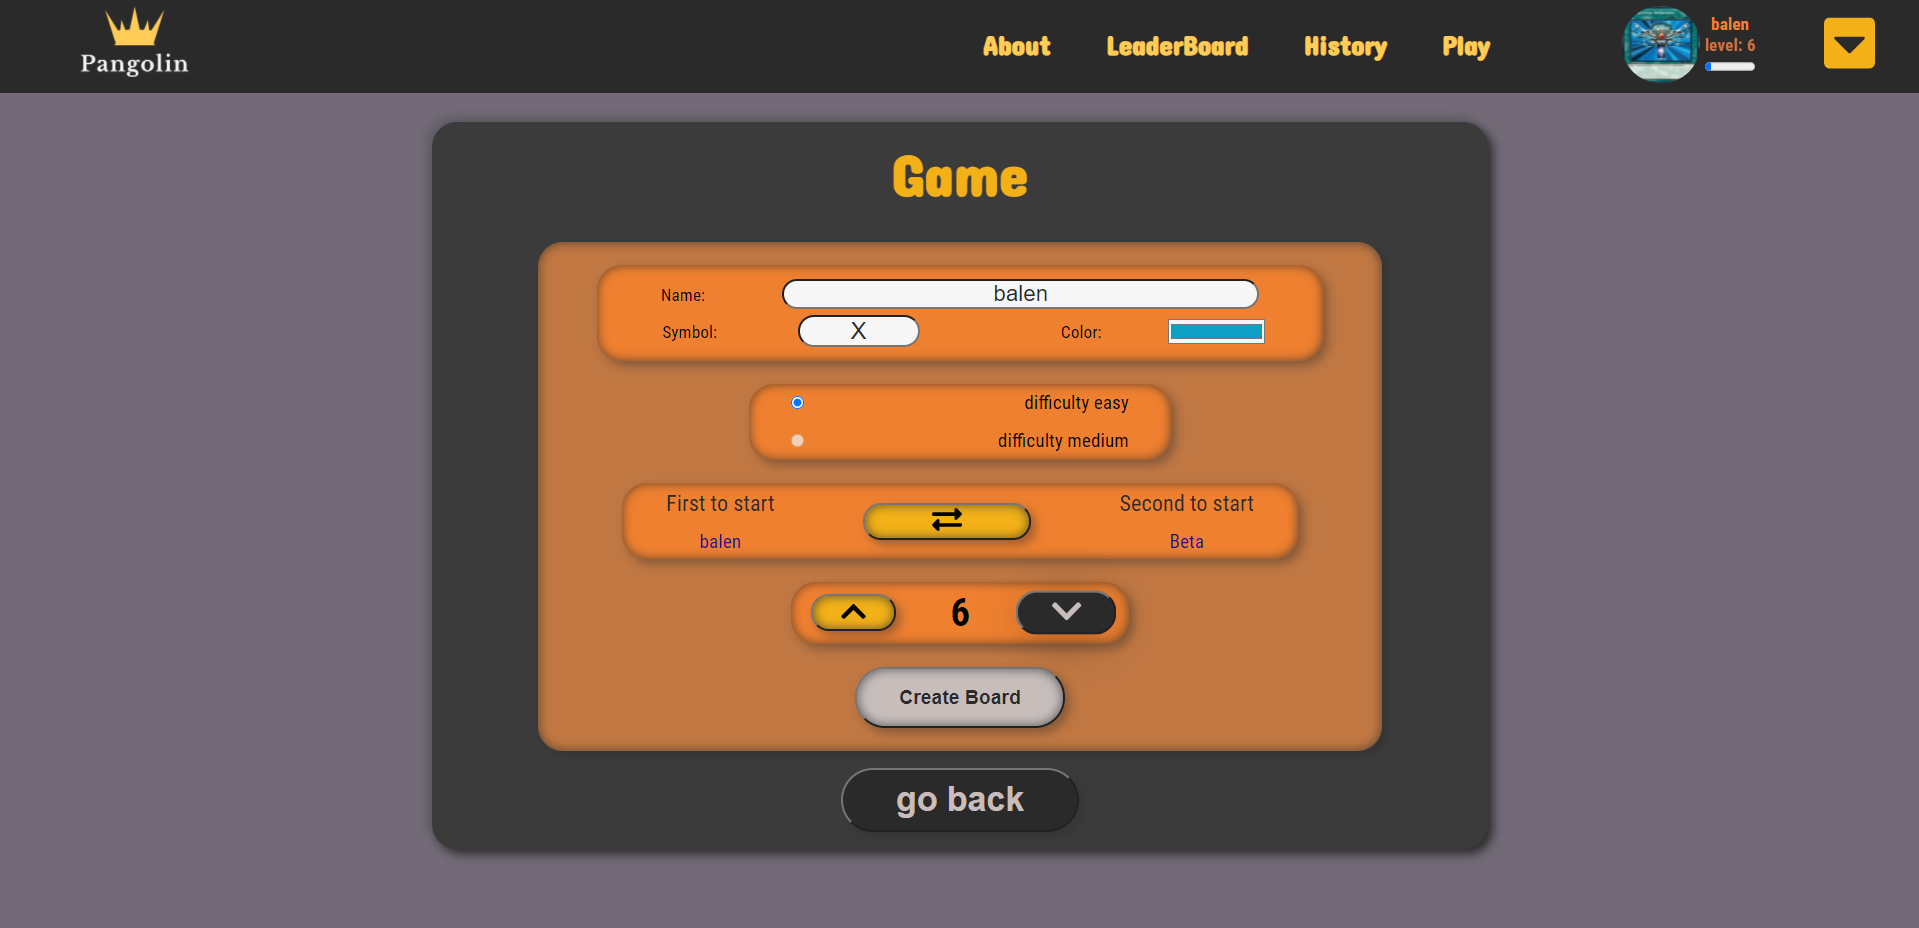 Pangolin
About LeaderBoard History Play
balen
level: 6
Game
Name: balen
Symbol: X Color:
difficulty easy
difficulty medium
First to start Second to start
balen Beta
6
Create Board
go back